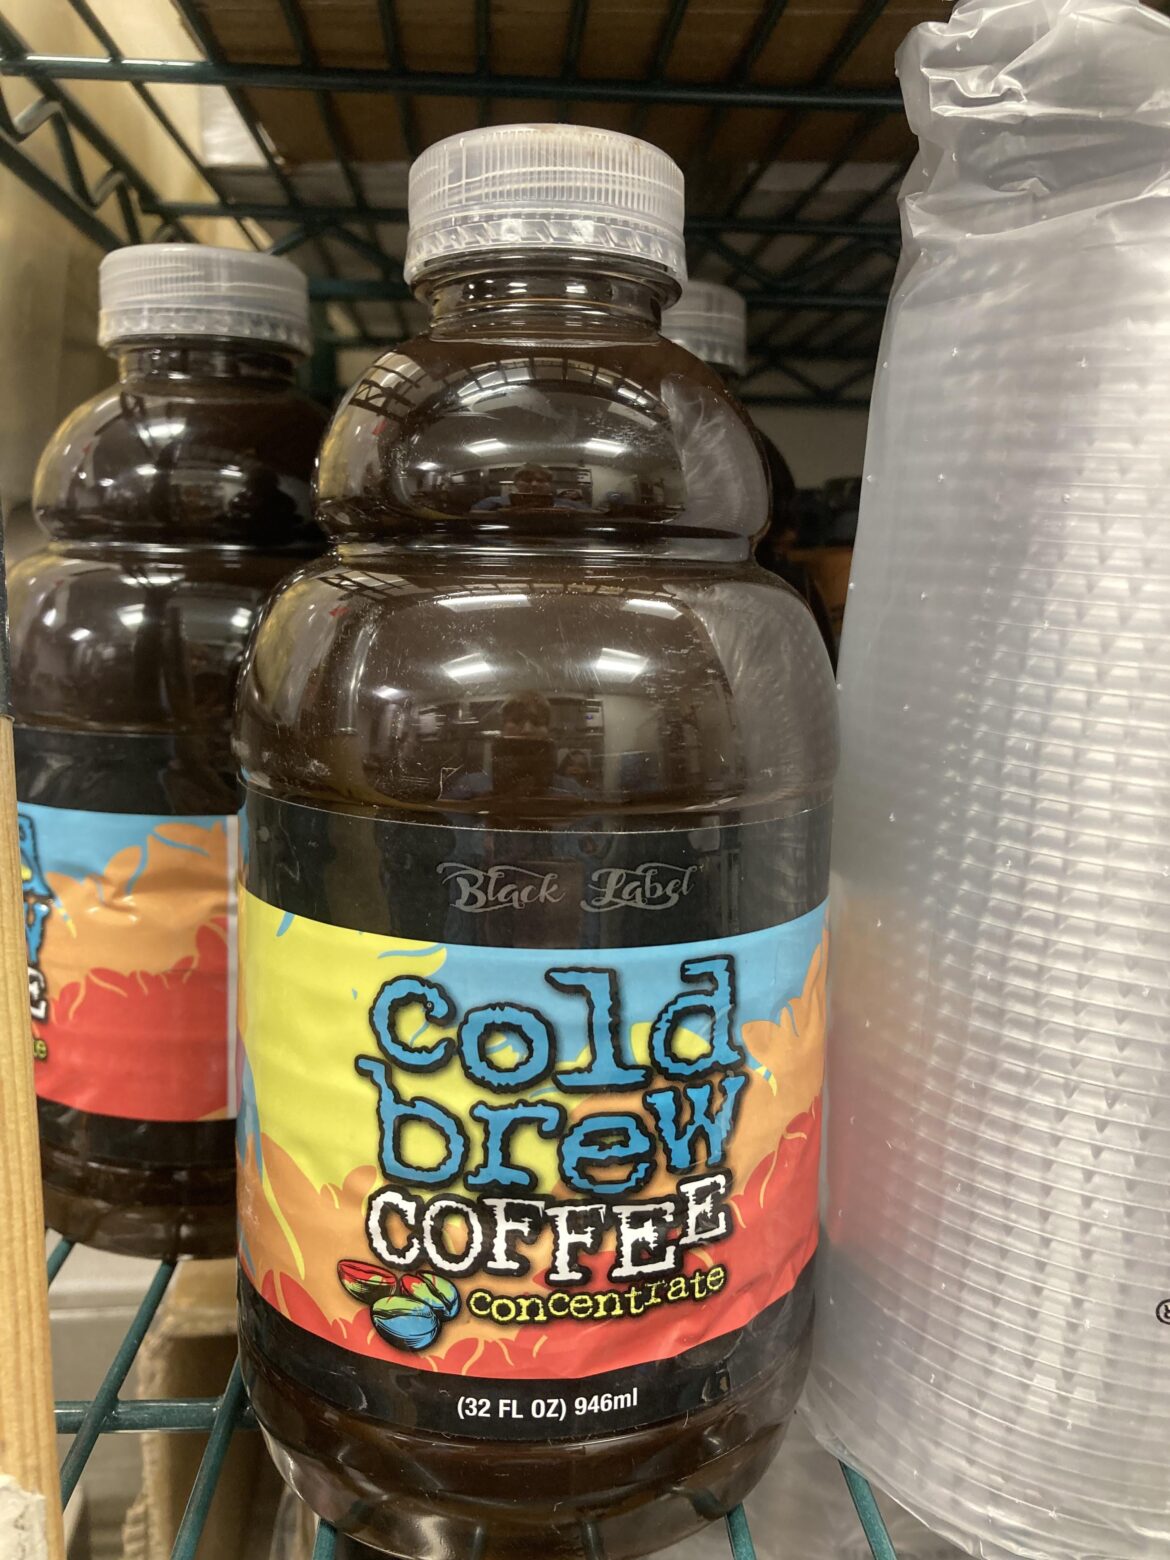 Black Label
cold
brew
COFFEE
concentrate
(32 FL OZ) 946ml